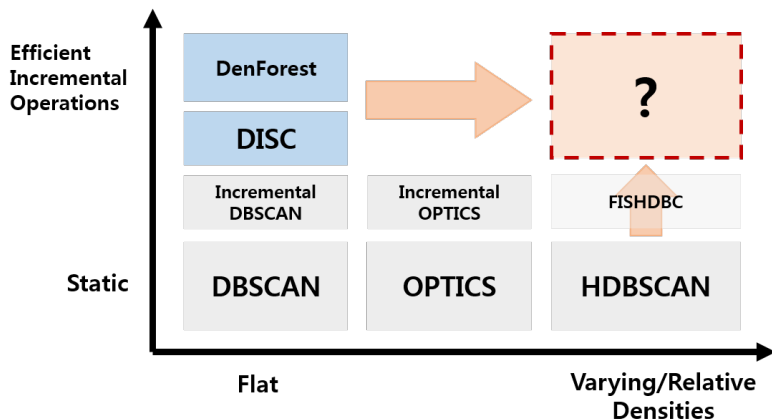 Efficient
Incremental
Operations
DenForest
?
DISC
Incremental
DBSCAN
Incremental
OPTICS
FISHDBC
Static
DBSCAN
OPTICS
HDBSCAN
Flat
Varying/Relative
Densities